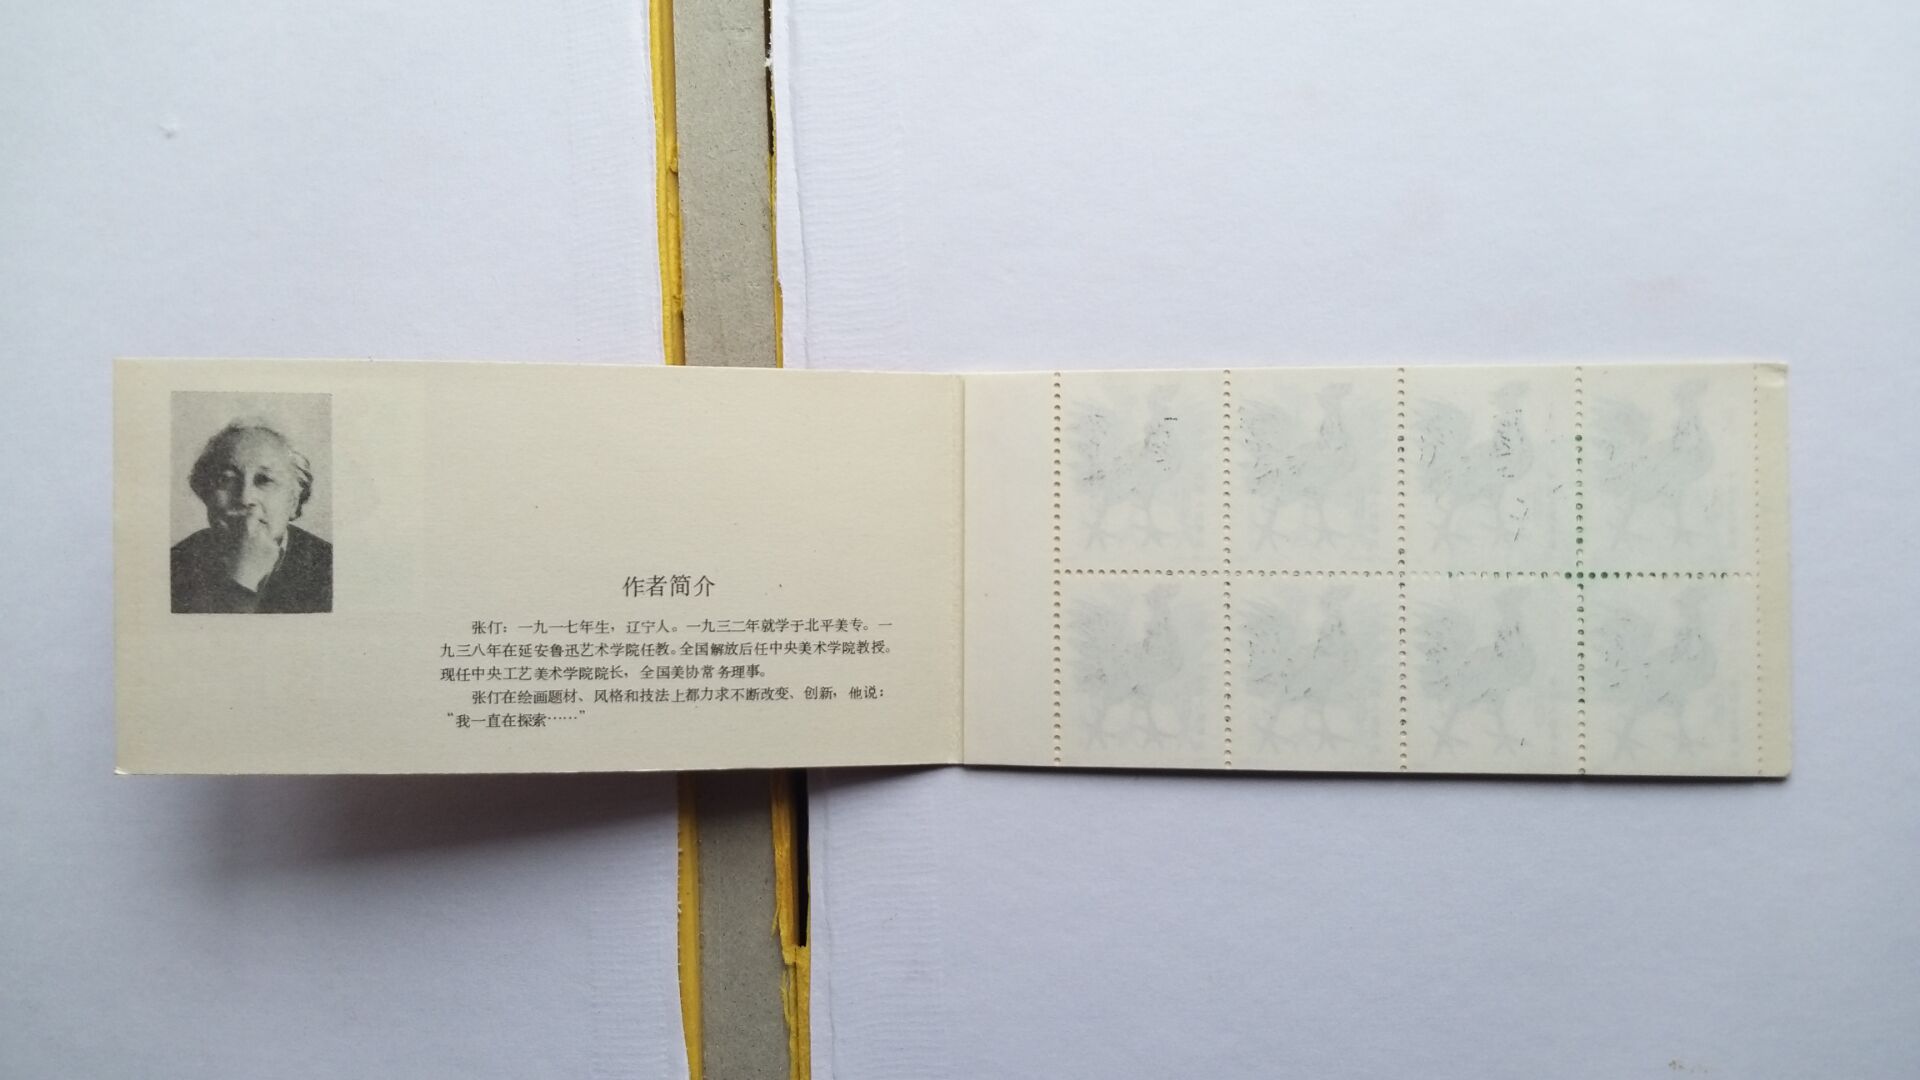 作者简介
张仃：一九一七年生，辽宁人。一九三二年就学于北平美专。一
九三八年在延安鲁迅艺术学院任教。全国解放后任中央美术学院教授。
现任中央工艺美术学院院长，全国美协常务理事。
张仃在绘画题材、风格和技法上都力求不断改变、创新，他说：
“我一直在探索……”